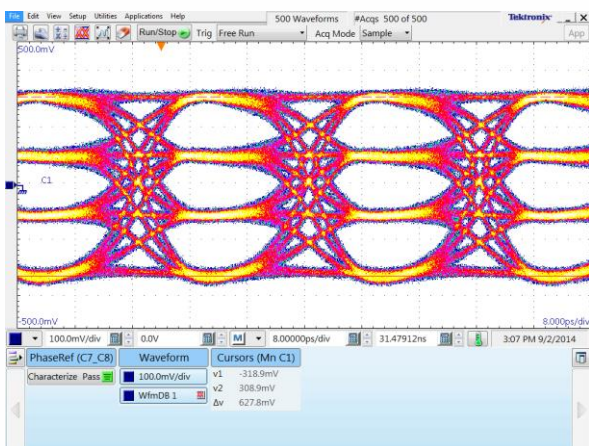 File Edit View Setup Utilities Applications Help 500 Waveforms #Acqs 500 of 500 Tektronix
Run/Stop Trig Free Run Acq Mode Sample App
500.0mV
C1
-500.0mV 8.000ps/div
100.0mV/div 0.0V M 8.00000ps/div 31.47912ns 3:07 PM 9/2/2014
PhaseRef (C7_C8) Waveform Cursors (Mn C1)
Characterize Pass 100.0mV/div v1 -318.9mV
v2 308.9mV
WfmDB 1 Δv 627.8mV